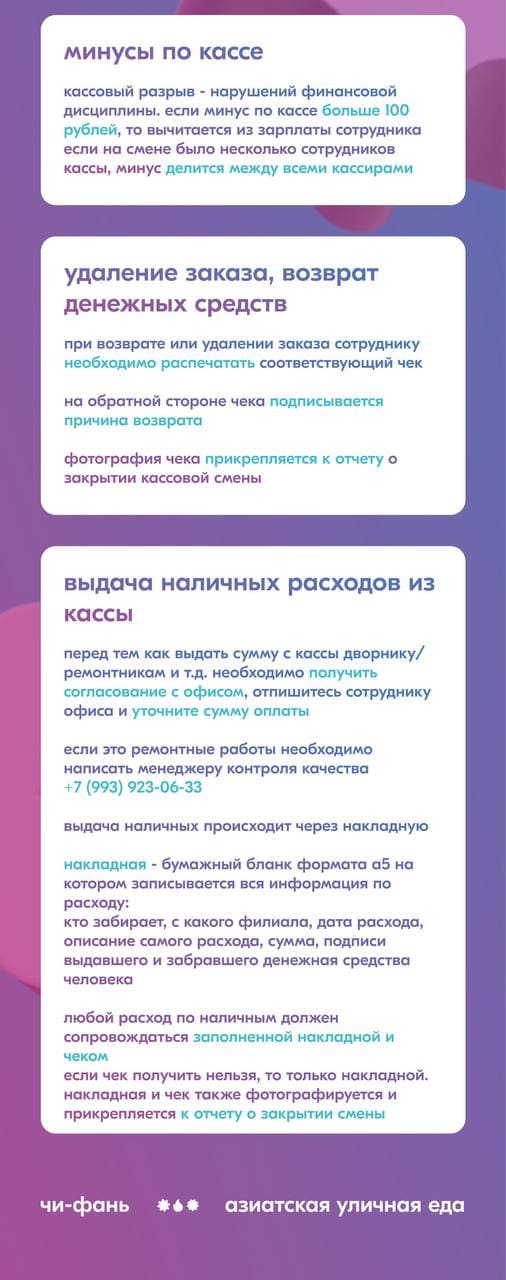 минусы по кассе
кассовый разрыв - нарушений финансовой
дисциплины. если минус по кассе больше 100
рублей, то вычитается из зарплаты сотрудника
если на смене было несколько сотрудников
кассы, минус делится между всеми кассирами
удаление заказа, возврат
денежных средств
при возврате или удалении заказа сотруднику
необходимо распечатать соответствующий чек
на обратной стороне чека подписывается
причина возврата
фотография чека прикрепляется к отчету о
закрытии кассовой смены
выдача наличных расходов из
кассы
перед тем как выдать сумму с кассы дворнику/
ремонтникам и т.д. необходимо получить
согласование с офисом, отпишитесь сотруднику
офиса и уточните сумму оплаты
если это ремонтные работы необходимо
написать менеджеру контроля качества
+7 (993) 923-06-33
выдача наличных происходит через накладную
накладная - бумажный бланк формата а5 на
котором записывается вся информация по
расходу:
кто забирает, с какого филиала, дата расхода,
описание самого расхода, сумма, подписи
выдавшего и забравшего денежная средства
человека
любой расход по наличным должен
сопровождаться заполненной накладной и
чеком
если чек получить нельзя, то только накладной.
накладная и чек также фотографируется и
прикрепляется к отчету о закрытии смены
чи-фань азиатская уличная еда